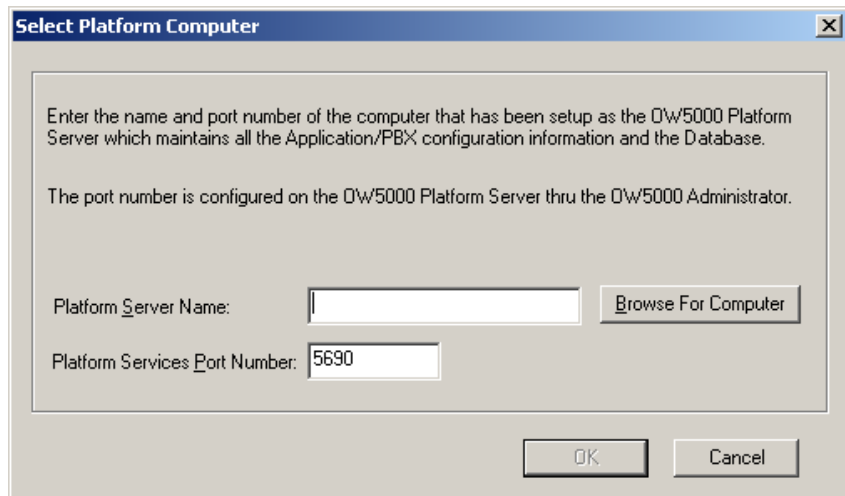 Select Platform Computer
Enter the name and port number of the computer that has been setup as the OW5000 Platform
Server which maintains all the Application/PBX configuration information and the Database.
The port number is configured on the OW5000 Platform Server thru the OW5000 Administrator.
Platform Server Name:
Browse For Computer
Platform Services Port Number:
5690
OK
Cancel